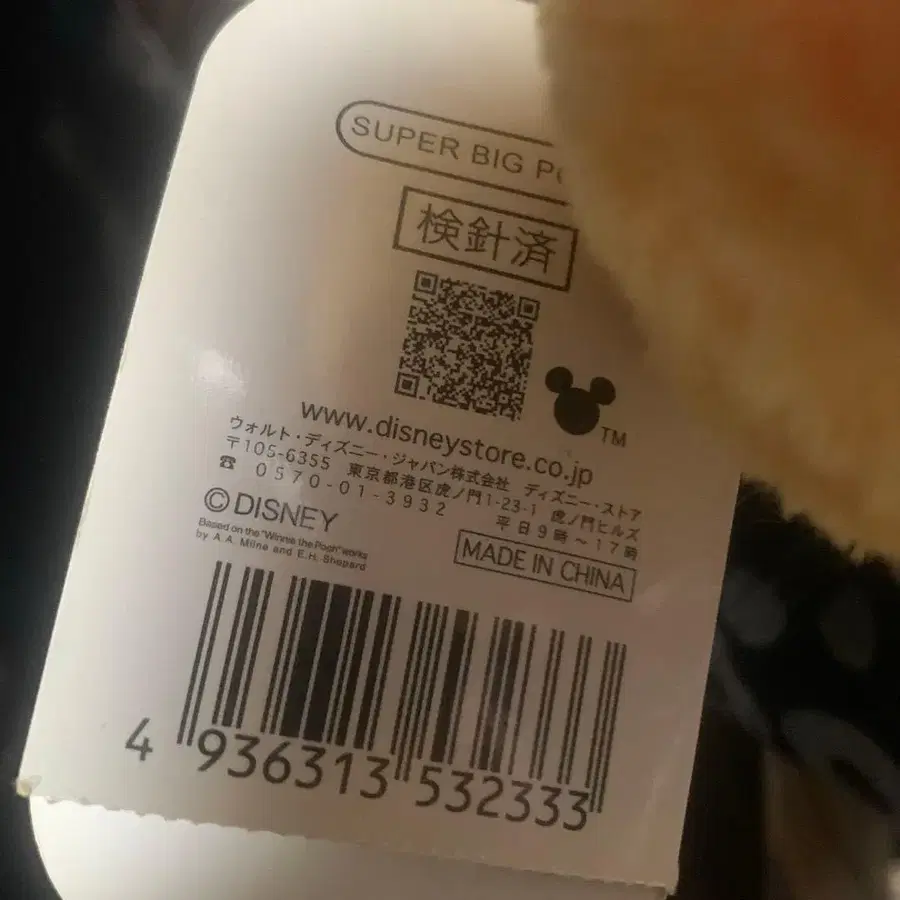 SUPER BIG
検針済
www.disneystore.co.jp
TM
ウォルト・ディズニー・ジャパン株式会社 ディズニー・ストア
〒105-6355 東京都港区虎ノ門1-23-1 虎ノ門ヒルズ
☎ 0570-01-3932 平日9時～17時
©DISNEY
Based on the "Winnie the Pooh" works
by A.A. Milne and E.H. Shepard
MADE IN CHINA
4 936313 532333